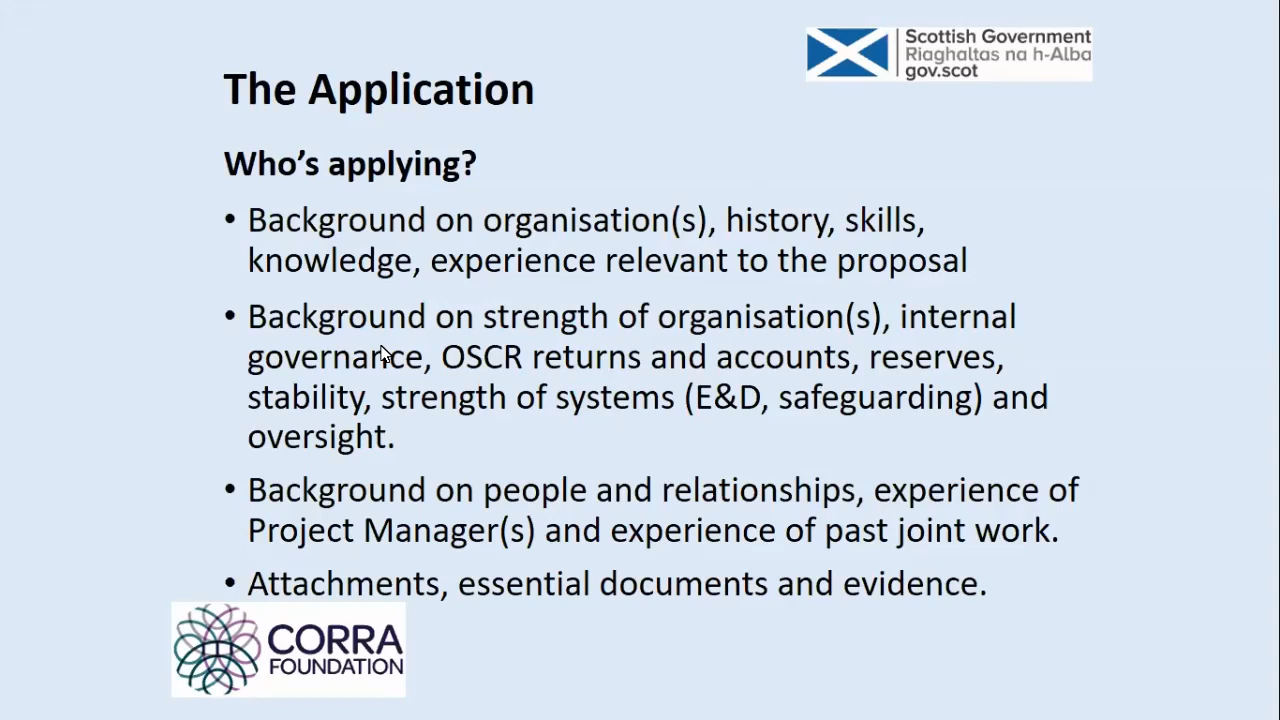 Scottish Government
Riaghaltas na h-Alba
gov.scot
The Application
Who’s applying?
• Background on organisation(s), history, skills,
knowledge, experience relevant to the proposal
• Background on strength of organisation(s), internal
governance, OSCR returns and accounts, reserves,
stability, strength of systems (E&D, safeguarding) and
oversight.
• Background on people and relationships, experience of
Project Manager(s) and experience of past joint work.
• Attachments, essential documents and evidence.
CORRA
FOUNDATION